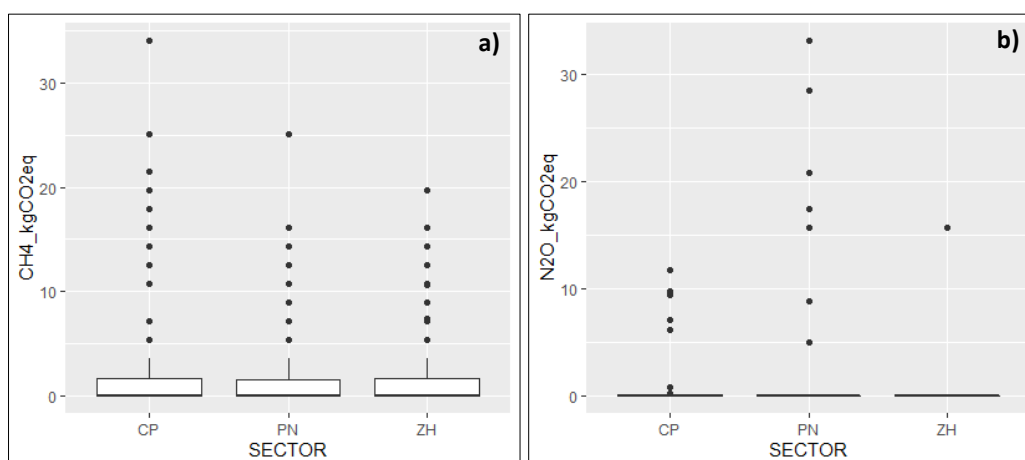 a)
CH4_kgCO2eq
30
20
10
0
CP PN ZH
SECTOR
b)
N2O_kgCO2eq
30
20
10
0
CP PN ZH
SECTOR